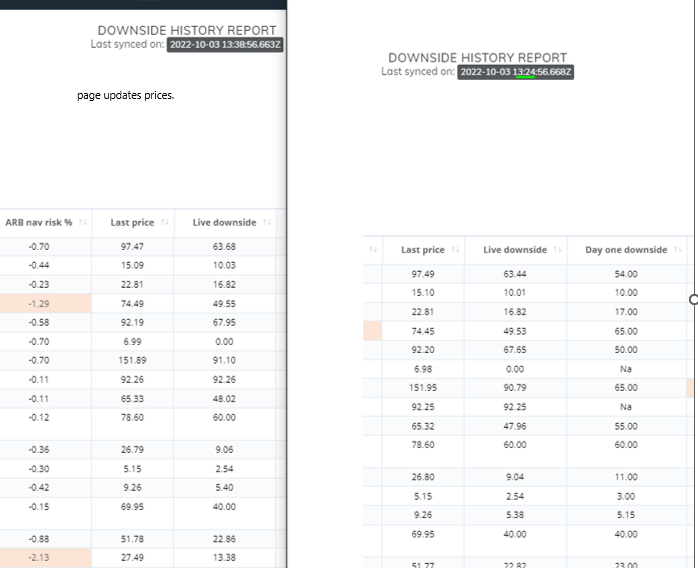 DOWNSIDE HISTORY REPORT
Last synced on: 2022-10-03 13:38:56.663Z
page updates prices.
ARB nav risk % Last price Live downside
-0.70 97.47 63.68
-0.44 15.09 10.03
-0.23 22.81 16.82
-1.29 74.49 49.55
-0.58 92.19 67.95
-0.70 6.99 0.00
-0.70 151.89 91.10
-0.11 92.26 92.26
-0.11 65.33 48.02
-0.12 78.60 60.00
-0.36 26.79 9.06
-0.30 5.15 2.54
-0.42 9.26 5.40
-0.15 69.95 40.00
-0.88 51.78 22.86
-2.13 27.49 13.38
DOWNSIDE HISTORY REPORT
Last synced on: 2022-10-03 13:24:56.668Z
Last price Live downside Day one downside
97.49 63.44 54.00
15.10 10.01 10.00
22.81 16.82 17.00
74.45 49.53 65.00
92.20 67.65 50.00
6.98 0.00 Na
151.95 90.79 65.00
92.25 92.25 Na
65.32 47.96 55.00
78.60 60.00 60.00
26.80 9.04 11.00
5.15 2.54 3.00
9.26 5.38 5.15
69.95 40.00 40.00
51.77 22.82 23.00